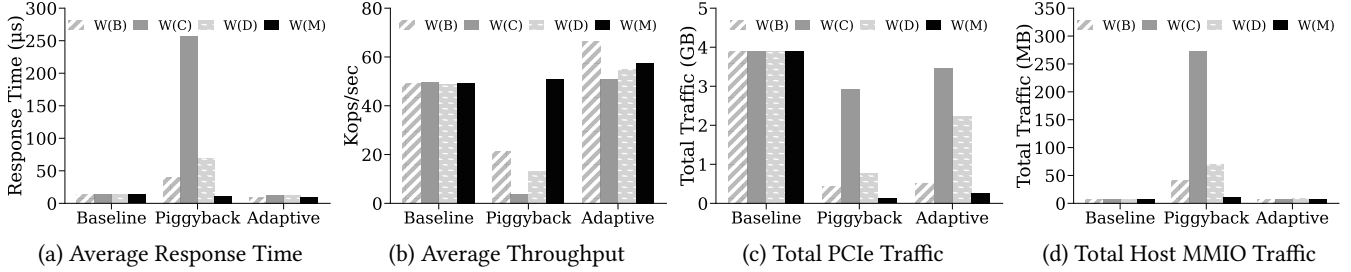 Response Time (μs)
300
250
200
150
100
50
0
W(B) W(C) W(D) W(M)
Baseline Piggyback Adaptive
(a) Average Response Time
Kops/sec
80
60
40
20
0
W(B) W(C) W(D) W(M)
Baseline Piggyback Adaptive
(b) Average Throughput
Total Traffic (GB)
5
4
3
2
1
0
W(B) W(C) W(D) W(M)
Baseline Piggyback Adaptive
(c) Total PCIe Traffic
Total Traffic (MB)
350
300
250
200
150
100
50
0
W(B) W(C) W(D) W(M)
Baseline Piggyback Adaptive
(d) Total Host MMIO Traffic